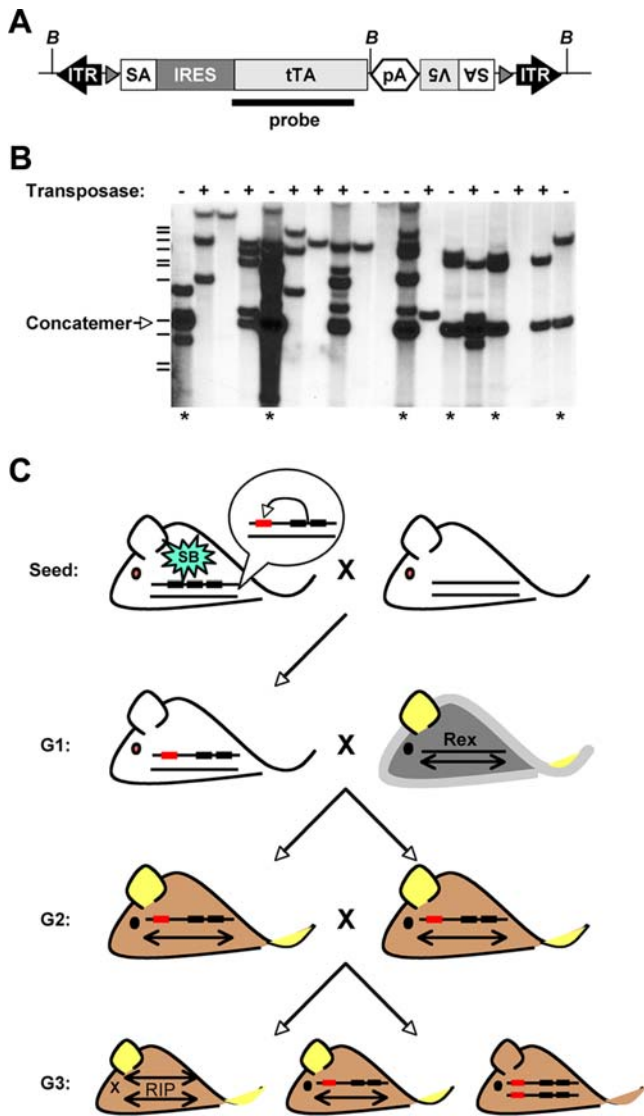 A
B B B
ITR SA IRES tTA pA V5 SA ITR
probe
B
Transposase: - + - + - + + + - - - + - + - + + -
Concatemer
* * * * * *
C
SB
Seed: X
Rex
G1: X
G2: X
X RIP
G3: